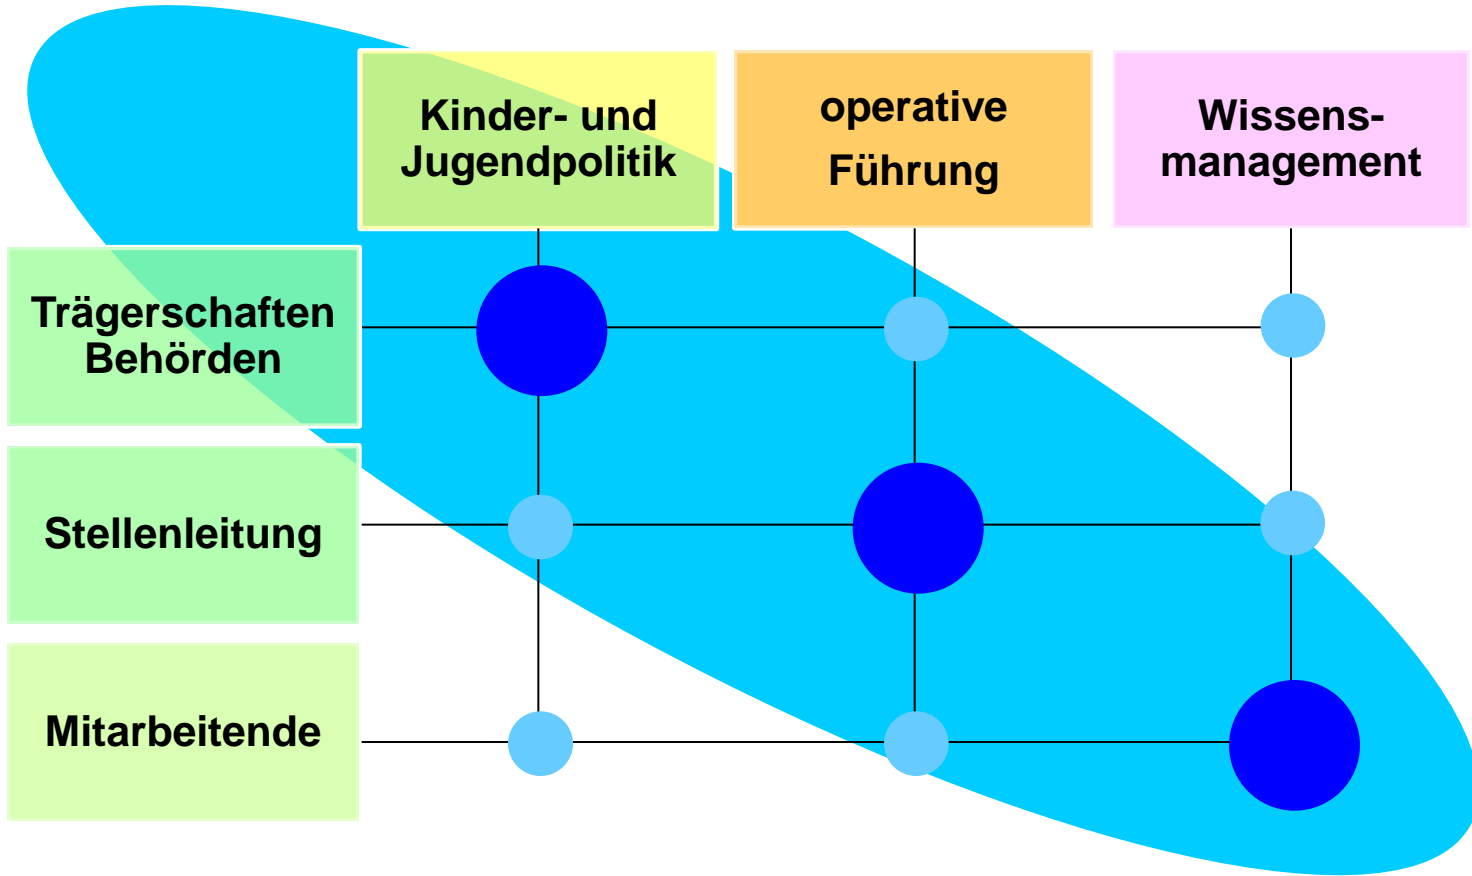 Kinder- und
Jugendpolitik
operative
Führung
Wissens-
management
Trägerschaften
Behörden
Stellenleitung
Mitarbeitende